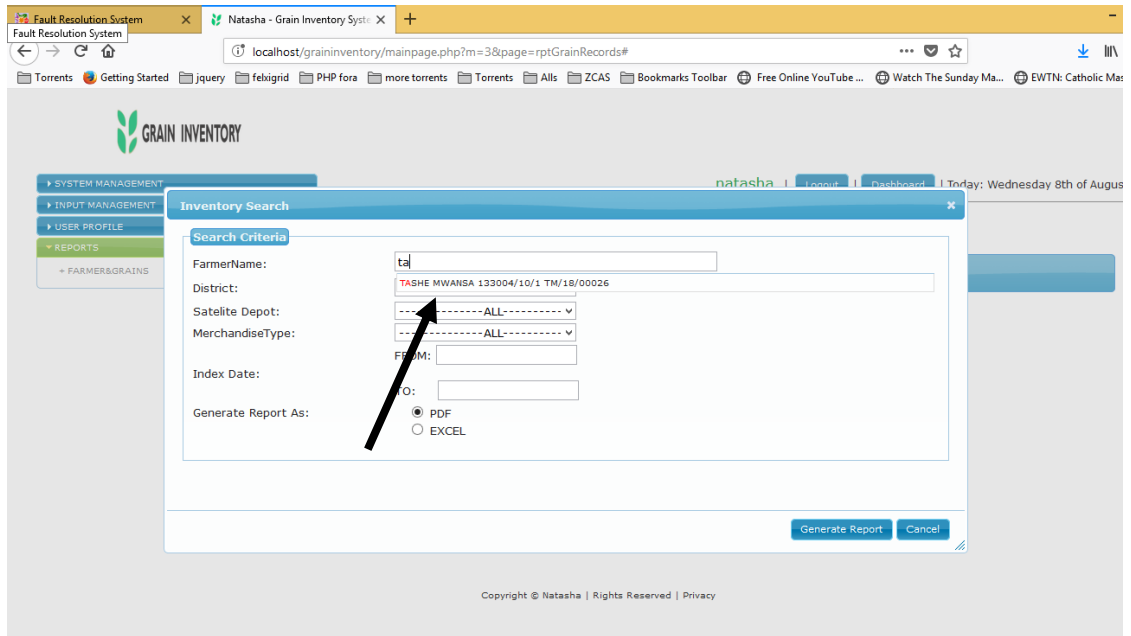 Fault Resolution System
Natasha - Grain Inventory Syste
Fault Resolution System
localhost/graininventory/mainpage.php?m=3&page=rptGrainRecords#
Torrents Getting Started jquery felxigrid PHP fora more torrents Torrents Alls ZCAS Bookmarks Toolbar Free Online YouTube ... Watch The Sunday Ma... EWTN: Catholic Mas
GRAIN INVENTORY
SYSTEM MANAGEMENT
natasha | Logout | Dashboard | Today: Wednesday 8th of Augus
INPUT MANAGEMENT
USER PROFILE
REPORTS
+ FARMER&GRAINS
Inventory Search
Search Criteria
FarmerName: ta
TASHE MWANSA 133004/10/1 TM/18/00026
District:
Satelite Depot: --------------ALL----------
MerchandiseType: --------------ALL----------
FROM:
Index Date:
TO:
Generate Report As: PDF
EXCEL
Generate Report Cancel
Copyright © Natasha | Rights Reserved | Privacy